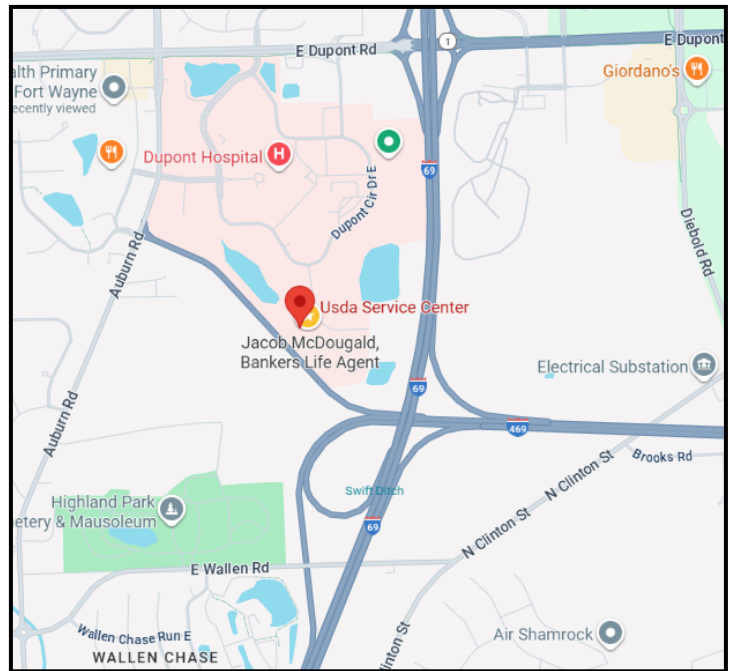 E Dupont Rd
1
E Dupont
alth Primary
Fort Wayne
ecently viewed
Giordano's
Dupont Hospital
H
69
Dupont Cir Dr E
Auburn Rd
Diebold Rd
Usda Service Center
Jacob McDougald,
Bankers Life Agent
Electrical Substation
69
469
Auburn Rd
Brooks Rd
N Clinton St
Swift Ditch
Highland Park
etery & Mausoleum
69
N Clinton St
E Wallen Rd
Wallen Chase Run E
WALLEN CHASE
linton St
Air Shamrock